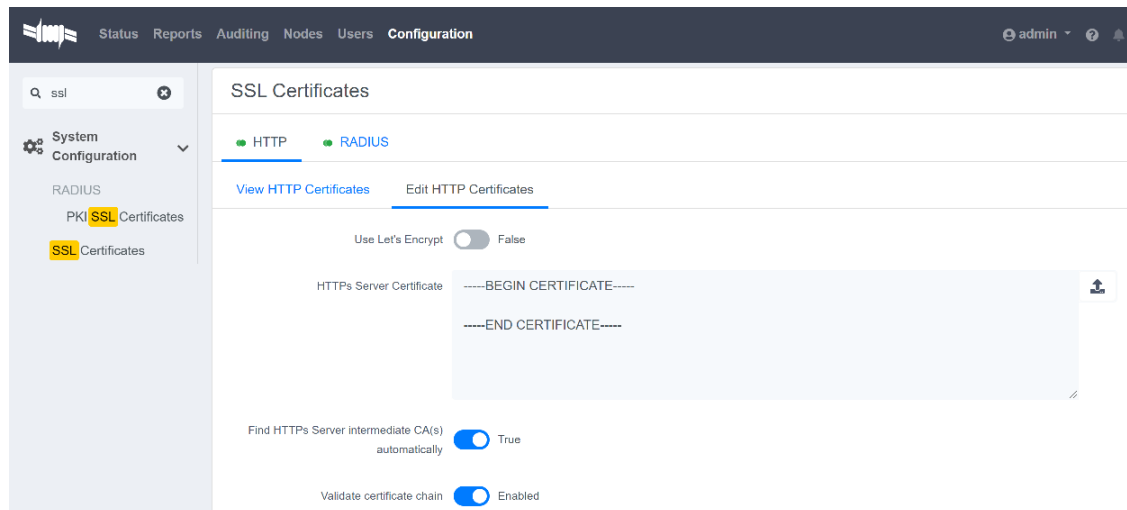 Status Reports Auditing Nodes Users Configuration admin
ssl
SSL Certificates
System
Configuration
HTTP RADIUS
RADIUS
View HTTP Certificates Edit HTTP Certificates
PKI SSL Certificates
SSL Certificates
Use Let's Encrypt False
HTTPs Server Certificate -----BEGIN CERTIFICATE-----
-----END CERTIFICATE-----
Find HTTPs Server intermediate CA(s)
automatically True
Validate certificate chain Enabled